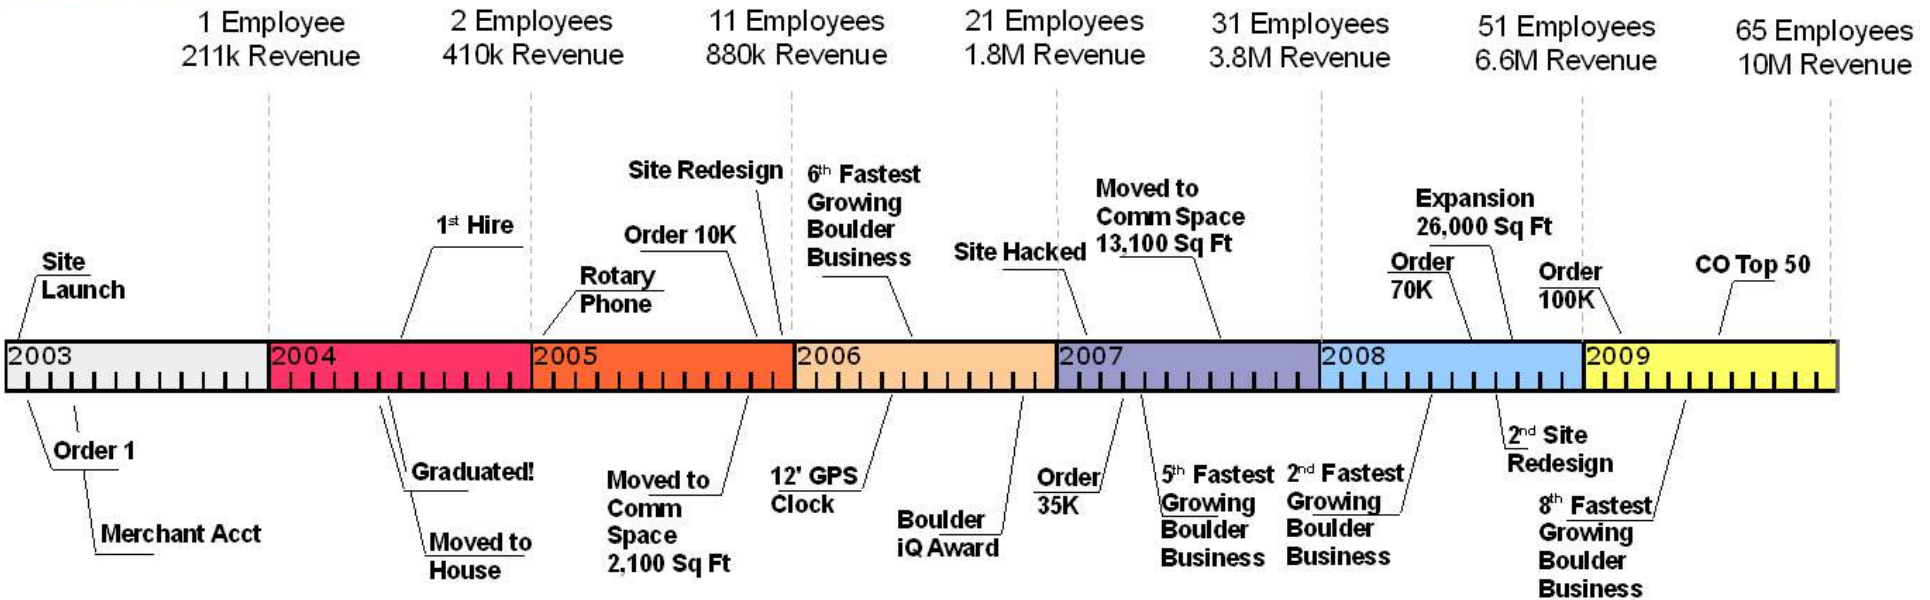 1 Employee
211k Revenue
2 Employees
410k Revenue
11 Employees
880k Revenue
21 Employees
1.8M Revenue
31 Employees
3.8M Revenue
51 Employees
6.6M Revenue
65 Employees
10M Revenue
Site
Launch
1st Hire
Rotary
Phone
Order 10K
Site Redesign
6th Fastest
Growing
Boulder
Business
Site Hacked
Moved to
Comm Space
13,100 Sq Ft
Order
70K
Expansion
26,000 Sq Ft
Order
100K
CO Top 50
2003
2004
2005
2006
2007
2008
2009
Order 1
Merchant Acct
Graduated!
Moved to
House
Moved to
Comm
Space
2,100 Sq Ft
12' GPS
Clock
Boulder
iQ Award
Order
35K
5th Fastest
Growing
Boulder
Business
2nd Fastest
Growing
Boulder
Business
2nd Site
Redesign
8th Fastest
Growing
Boulder
Business